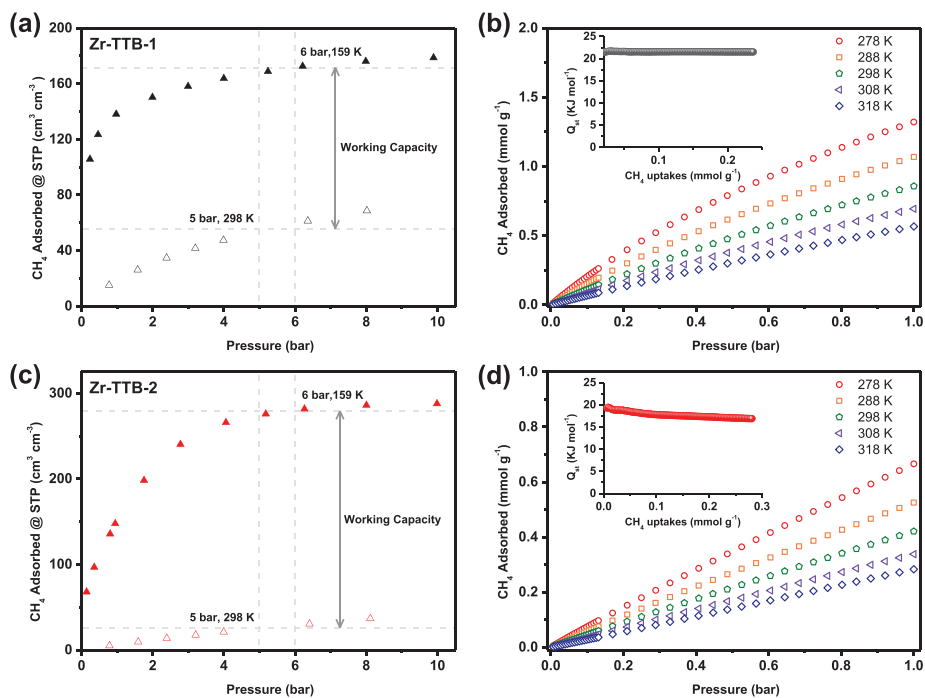 (a)
Zr-TTB-1
6 bar,159 K
Working Capacity
5 bar, 298 K
CH₄ Adsorbed @ STP (cm³ cm⁻³)
200
160
120
80
40
0
0 2 4 6 8 10
Pressure (bar)
(b)
278 K
288 K
298 K
308 K
318 K
Qst (KJ mol⁻¹)
25
20
15
10
5
0
0.1 0.2
CH₄ uptakes (mmol g⁻¹)
CH₄ Adsorbed (mmol g⁻¹)
2.0
1.5
1.0
0.5
0.0
0.0 0.2 0.4 0.6 0.8 1.0
Pressure (bar)
(c)
Zr-TTB-2
6 bar,159 K
Working Capacity
5 bar, 298 K
CH₄ Adsorbed @ STP (cm³ cm⁻³)
300
200
100
0
0 2 4 6 8 10
Pressure (bar)
(d)
278 K
288 K
298 K
308 K
318 K
Qst (KJ mol⁻¹)
25
20
15
10
5
0
0.0 0.1 0.2 0.3
CH₄ uptakes (mmol g⁻¹)
CH₄ Adsorbed (mmol g⁻¹)
1.0
0.8
0.6
0.4
0.2
0.0
0.0 0.2 0.4 0.6 0.8 1.0
Pressure (bar)